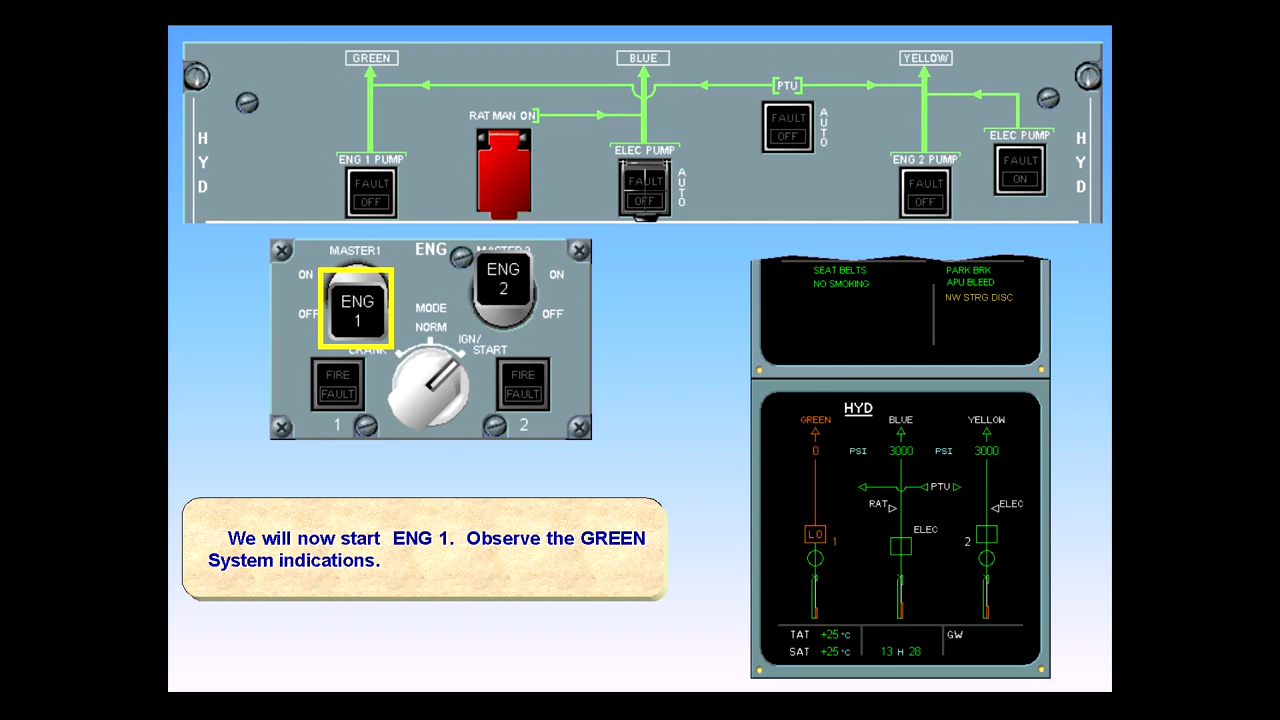 GREEN BLUE YELLOW
PTU
RAT MAN ON
FAULT
OFF
AUTO
ELEC PUMP
ELEC PUMP
ENG 1 PUMP
ENG 2 PUMP
HYD
HYD
FAULT
OFF
FAULT
OFF
AUTO
FAULT
OFF
FAULT
ON
MASTER1 ENG
ON
ENG
2
ON
OFF
ENG
1
OFF
MODE
NORM
IGN/
START
CRANK
FIRE
FAULT
FIRE
FAULT
1 2
SEAT BELTS PARK BRK
NO SMOKING APU BLEED
NW STRG DISC
HYD
GREEN BLUE YELLOW
0 PSI 3000 PSI 3000
PTU
RAT ELEC
LO 1 ELEC 2
TAT +25 °C GW
SAT +25 °C 13 H 28
We will now start ENG 1. Observe the GREEN
System indications.